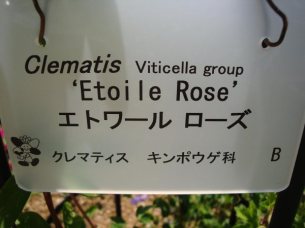 Clematis Viticella group
‘Etoile Rose’
エトワール ローズ
クレマティス キンポウゲ科 B